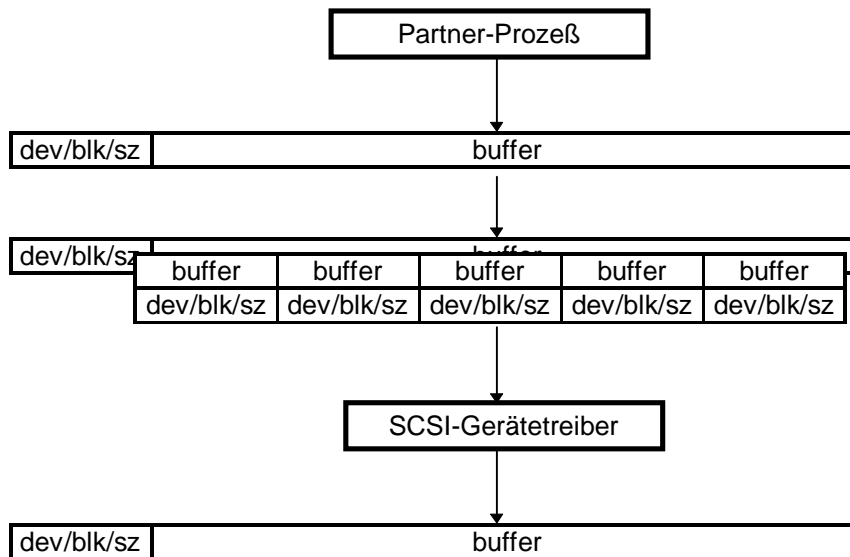 Partner-Prozeß
dev/blk/sz buffer
dev/blk/sz buffer
buffer buffer buffer buffer buffer
dev/blk/sz dev/blk/sz dev/blk/sz dev/blk/sz dev/blk/sz
SCSI-Gerätetreiber
dev/blk/sz buffer